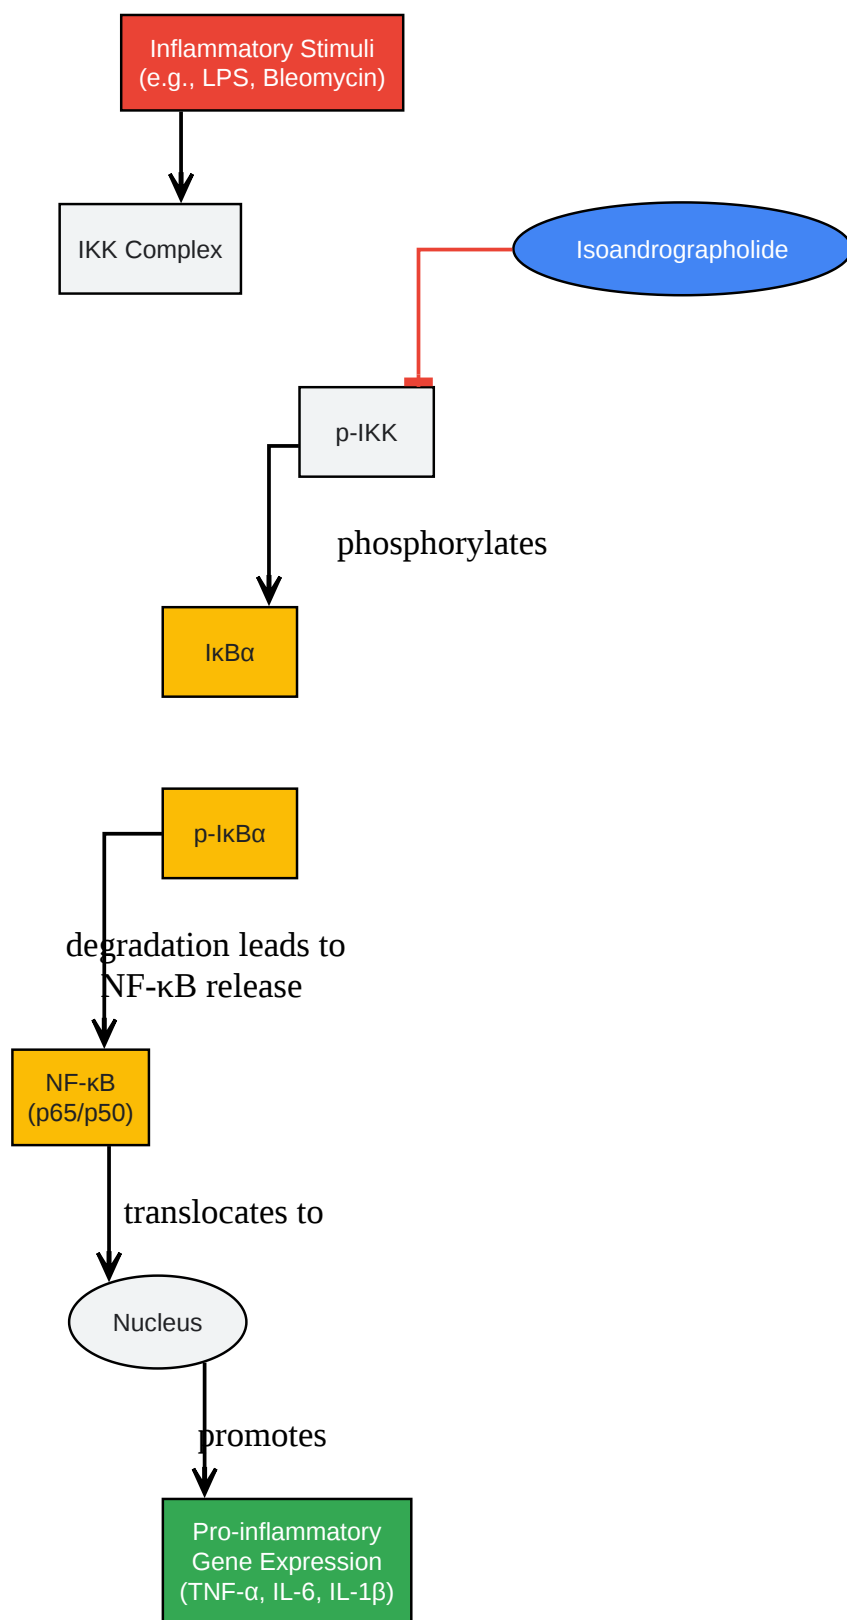 Inflammatory Stimuli
(e.g., LPS, Bleomycin)
IKK Complex
Isoandrographolide
p-IKK
phosphorylates
IκBα
p-IκBα
degradation leads to
NF-κB release
NF-κB
(p65/p50)
translocates to
Nucleus
promotes
Pro-inflammatory
Gene Expression
(TNF-α, IL-6, IL-1β)